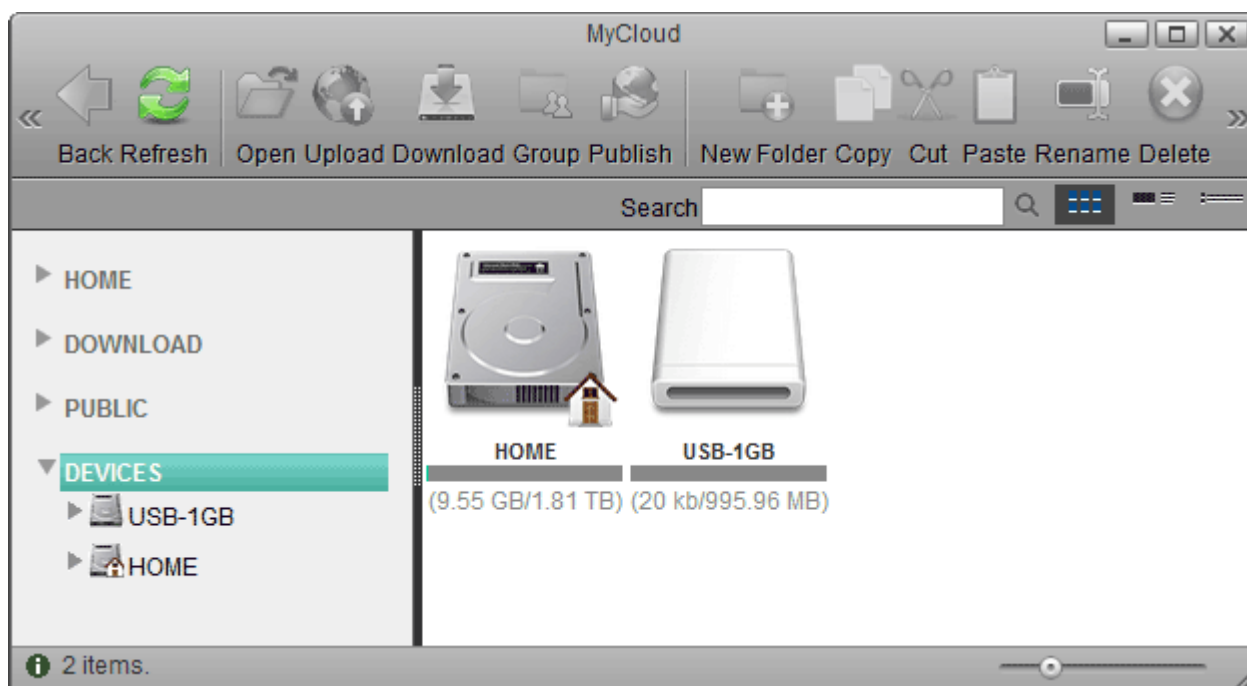 MyCloud
Back Refresh Open Upload Download Group Publish New Folder Copy Cut Paste Rename Delete
Search
HOME
DOWNLOAD
PUBLIC
DEVICES
USB-1GB
HOME
HOME USB-1GB
(9.55 GB/1.81 TB) (20 kb/995.96 MB)
2 items.